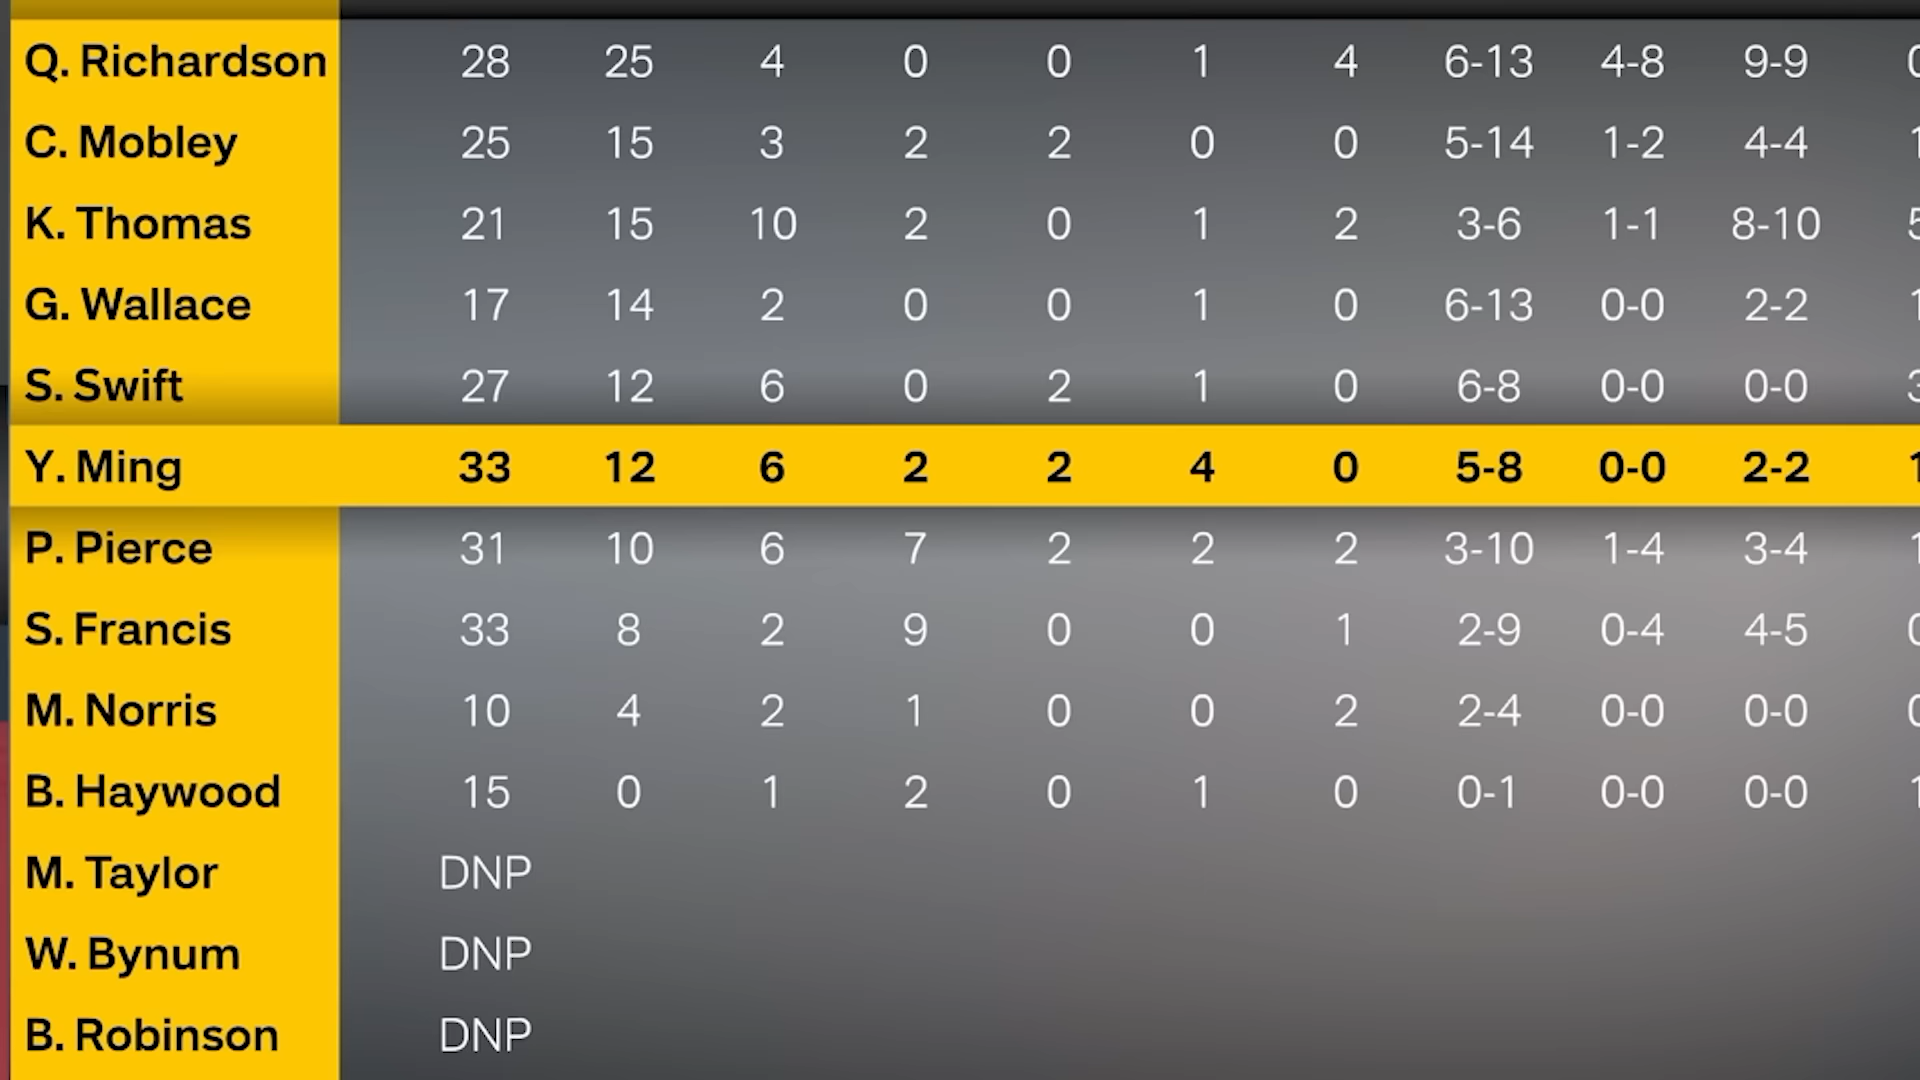 Q. Richardson 28 25 4 0 0 1 4 6-13 4-8 9-9
C. Mobley 25 15 3 2 2 0 0 5-14 1-2 4-4 1
K. Thomas 21 15 10 2 0 1 2 3-6 1-1 8-10 5
G. Wallace 17 14 2 0 0 1 0 6-13 0-0 2-2 1
S. Swift 27 12 6 0 2 1 0 6-8 0-0 0-0 3
Y. Ming 33 12 6 2 2 4 0 5-8 0-0 2-2 1
P. Pierce 31 10 6 7 2 2 2 3-10 1-4 3-4 1
S. Francis 33 8 2 9 0 0 1 2-9 0-4 4-5
M. Norris 10 4 2 1 0 0 2 2-4 0-0 0-0
B. Haywood 15 0 1 2 0 1 0 0-1 0-0 0-0 1
M. Taylor DNP
W. Bynum DNP
B. Robinson DNP